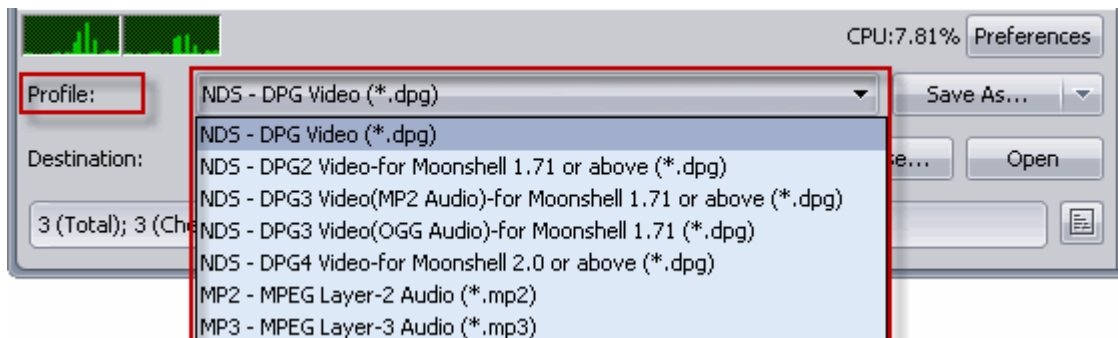 CPU:7.81% Preferences
Profile: NDS - DPG Video (*.dpg) Save As...
NDS - DPG Video (*.dpg)
Destination: NDS - DPG2 Video-for Moonshell 1.71 or above (*.dpg) Open
NDS - DPG3 Video(MP2 Audio)-for Moonshell 1.71 or above (*.dpg)
3 (Total); 3 NDS - DPG3 Video(OGG Audio)-for Moonshell 1.71 (*.dpg)
NDS - DPG4 Video-for Moonshell 2.0 or above (*.dpg)
MP2 - MPEG Layer-2 Audio (*.mp2)
MP3 - MPEG Layer-3 Audio (*.mp3)